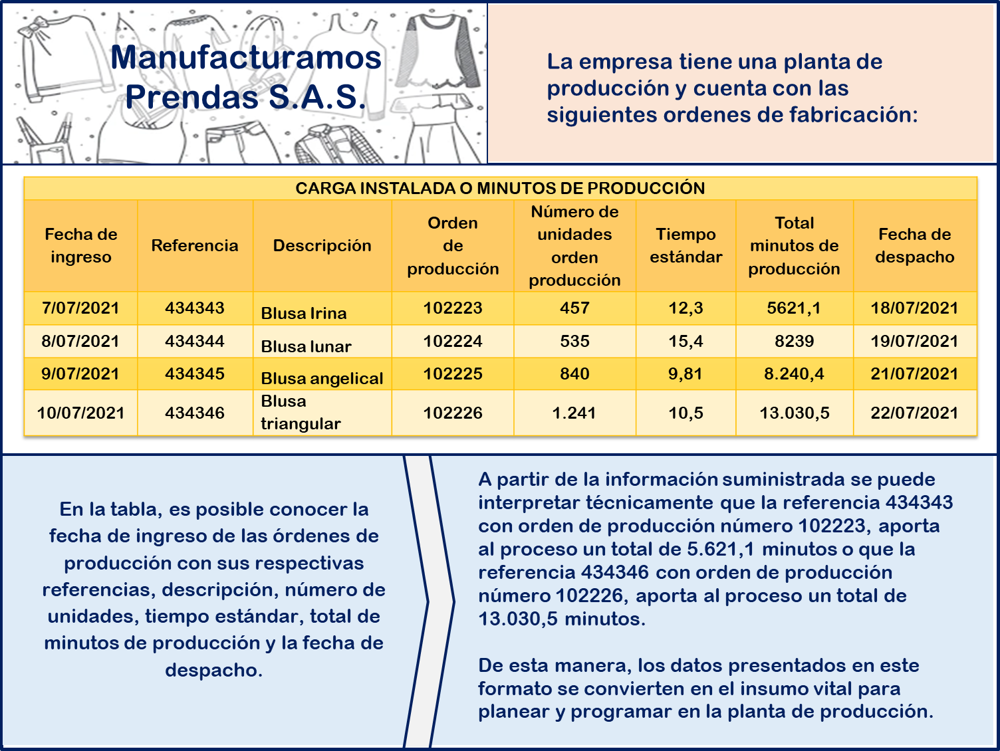 Manufacturamos
Prendas S.A.S.
La empresa tiene una planta de
producción y cuenta con las
siguientes ordenes de fabricación:
CARGA INSTALADA O MINUTOS DE PRODUCCIÓN
Fecha de ingreso Referencia Descripción Orden de producción Número de unidades orden producción Tiempo estándar Total minutos de producción Fecha de despacho
7/07/2021 434343 Blusa Irina 102223 457 12,3 5621,1 18/07/2021
8/07/2021 434344 Blusa lunar 102224 535 15,4 8239 19/07/2021
9/07/2021 434345 Blusa angelical 102225 840 9,81 8.240,4 21/07/2021
10/07/2021 434346 Blusa triangular 102226 1.241 10,5 13.030,5 22/07/2021
En la tabla, es posible conocer la
fecha de ingreso de las órdenes de
producción con sus respectivas
referencias, descripción, número de
unidades, tiempo estándar, total de
minutos de producción y la fecha de
despacho.
A partir de la información suministrada se puede
interpretar técnicamente que la referencia 434343
con orden de producción número 102223, aporta
al proceso un total de 5.621,1 minutos o que la
referencia 434346 con orden de producción
número 102226, aporta al proceso un total de
13.030,5 minutos.
De esta manera, los datos presentados en este
formato se convierten en el insumo vital para
planear y programar en la planta de producción.